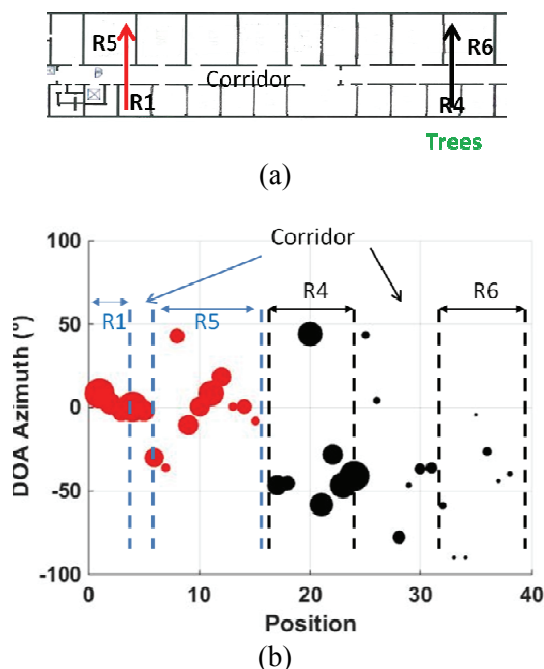 R5
R6
Corridor
R1
R4
Trees
(a)
Corridor
100
R4
R6
R1
R5
50
0
-50
-100
DOA Azimuth (º)
0 10 20 30 40
Position
(b)